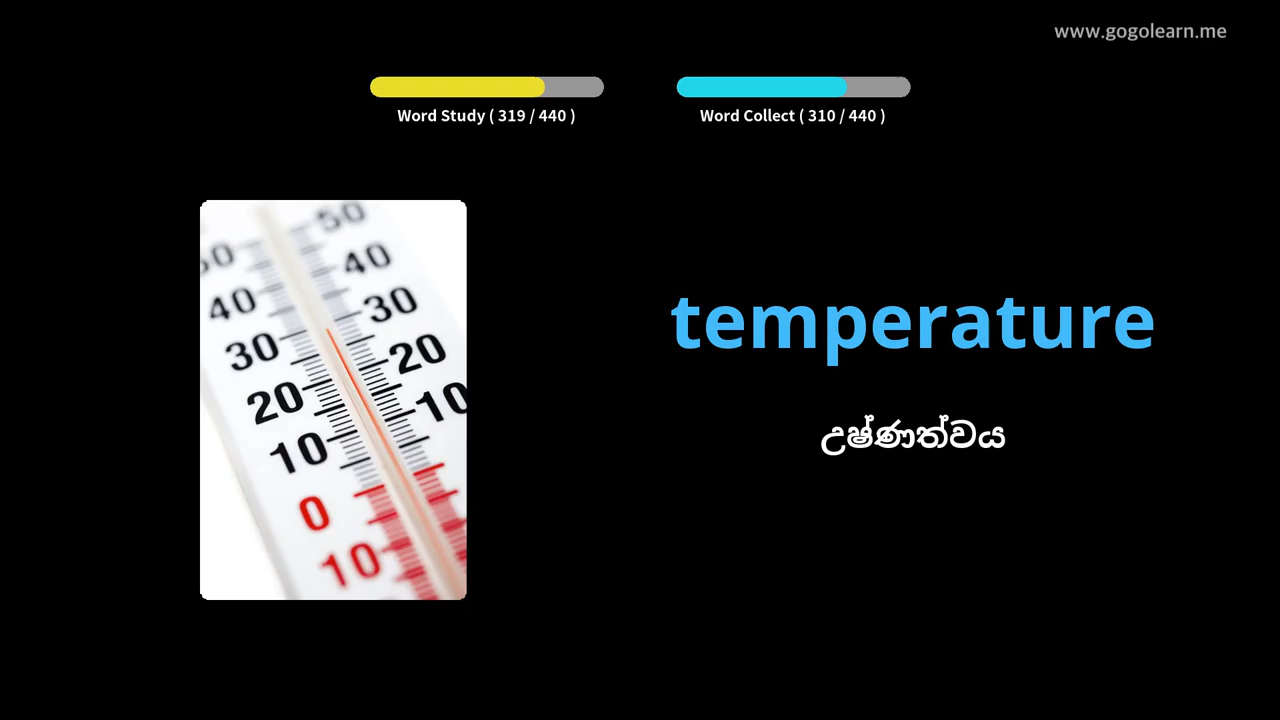 www.gogolearn.me
Word Study ( 319 / 440 )
Word Collect ( 310 / 440 )
50
40
30
20
10
40
30
20
10
0
10
temperature
උෂ්ණත්වය